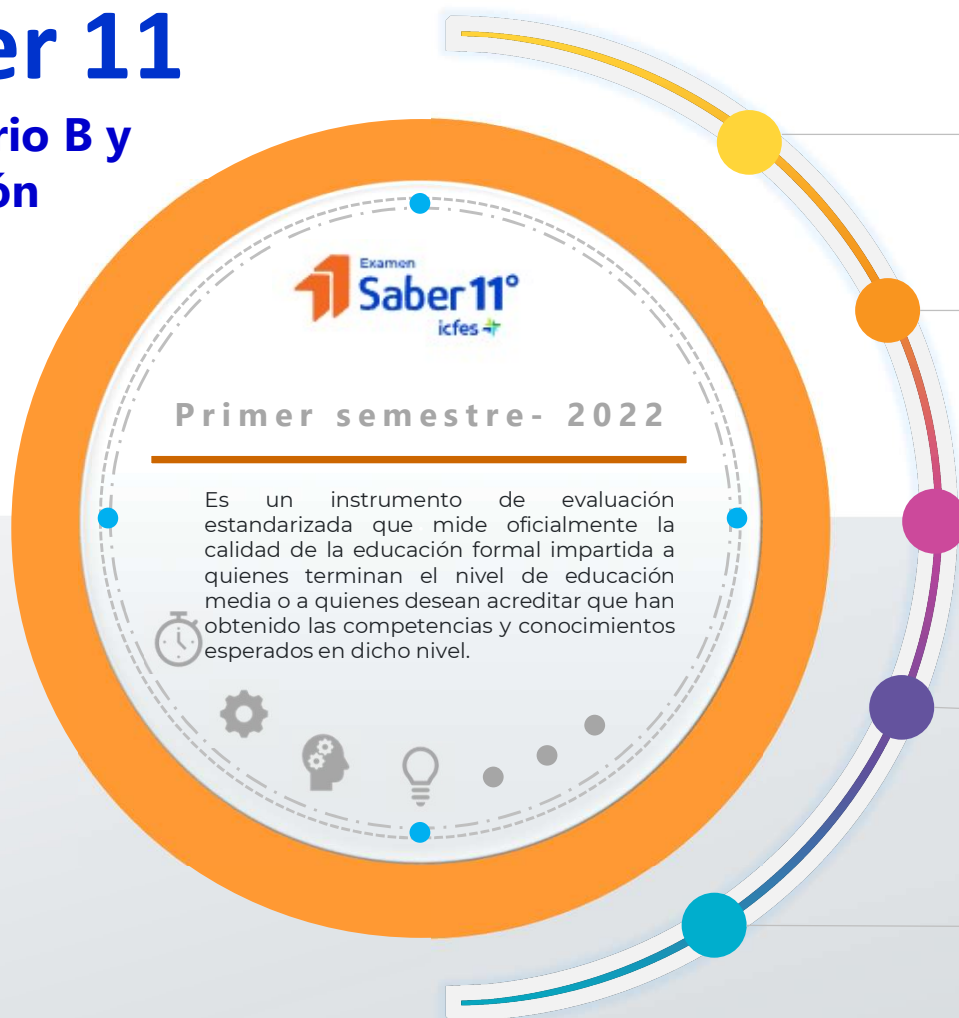 er 11
rio B y
ón
Examen
Saber 11°
icfes
Primer semestre- 2022
Es un instrumento de evaluación
estandarizada que mide oficialmente la
calidad de la educación formal impartida a
quienes terminan el nivel de educación
media o a quienes desean acreditar que han
obtenido las competencias y conocimientos
esperados en dicho nivel.